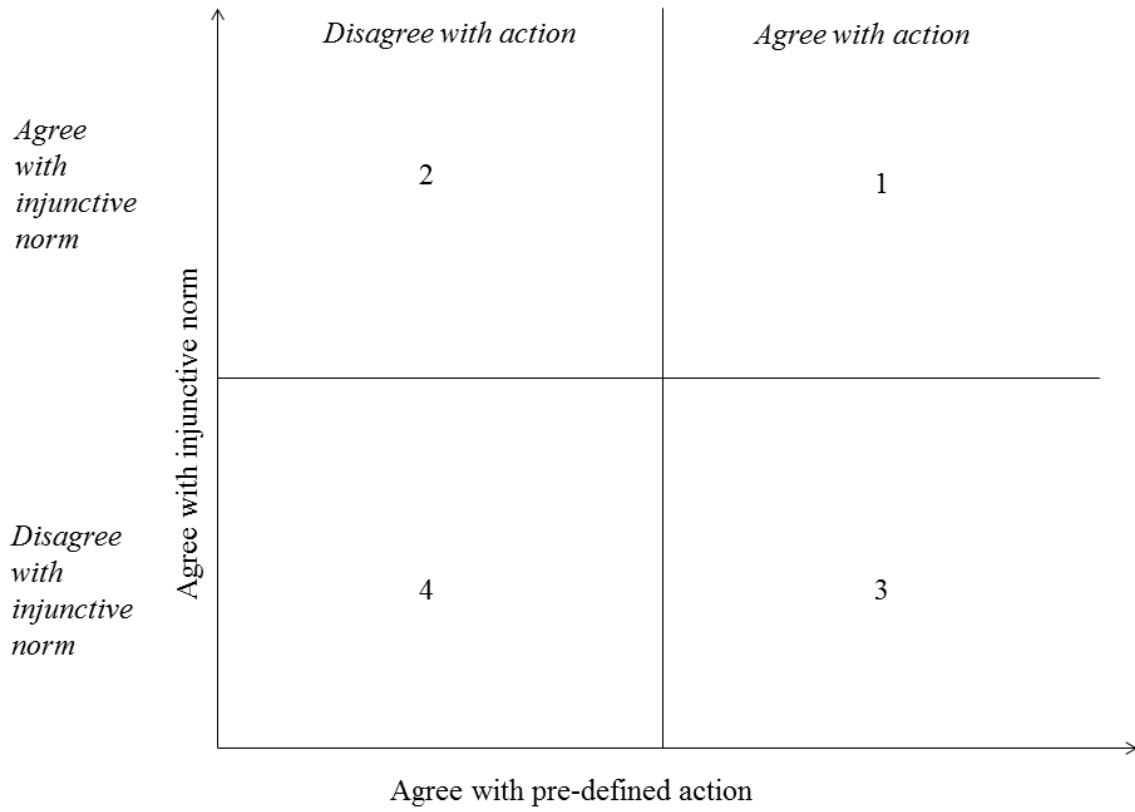 Disagree with action
Agree with action
Agree
with
injunctive
norm
2
1
Agree with injunctive norm
Disagree
with
injunctive
norm
4
3
Agree with pre-defined action